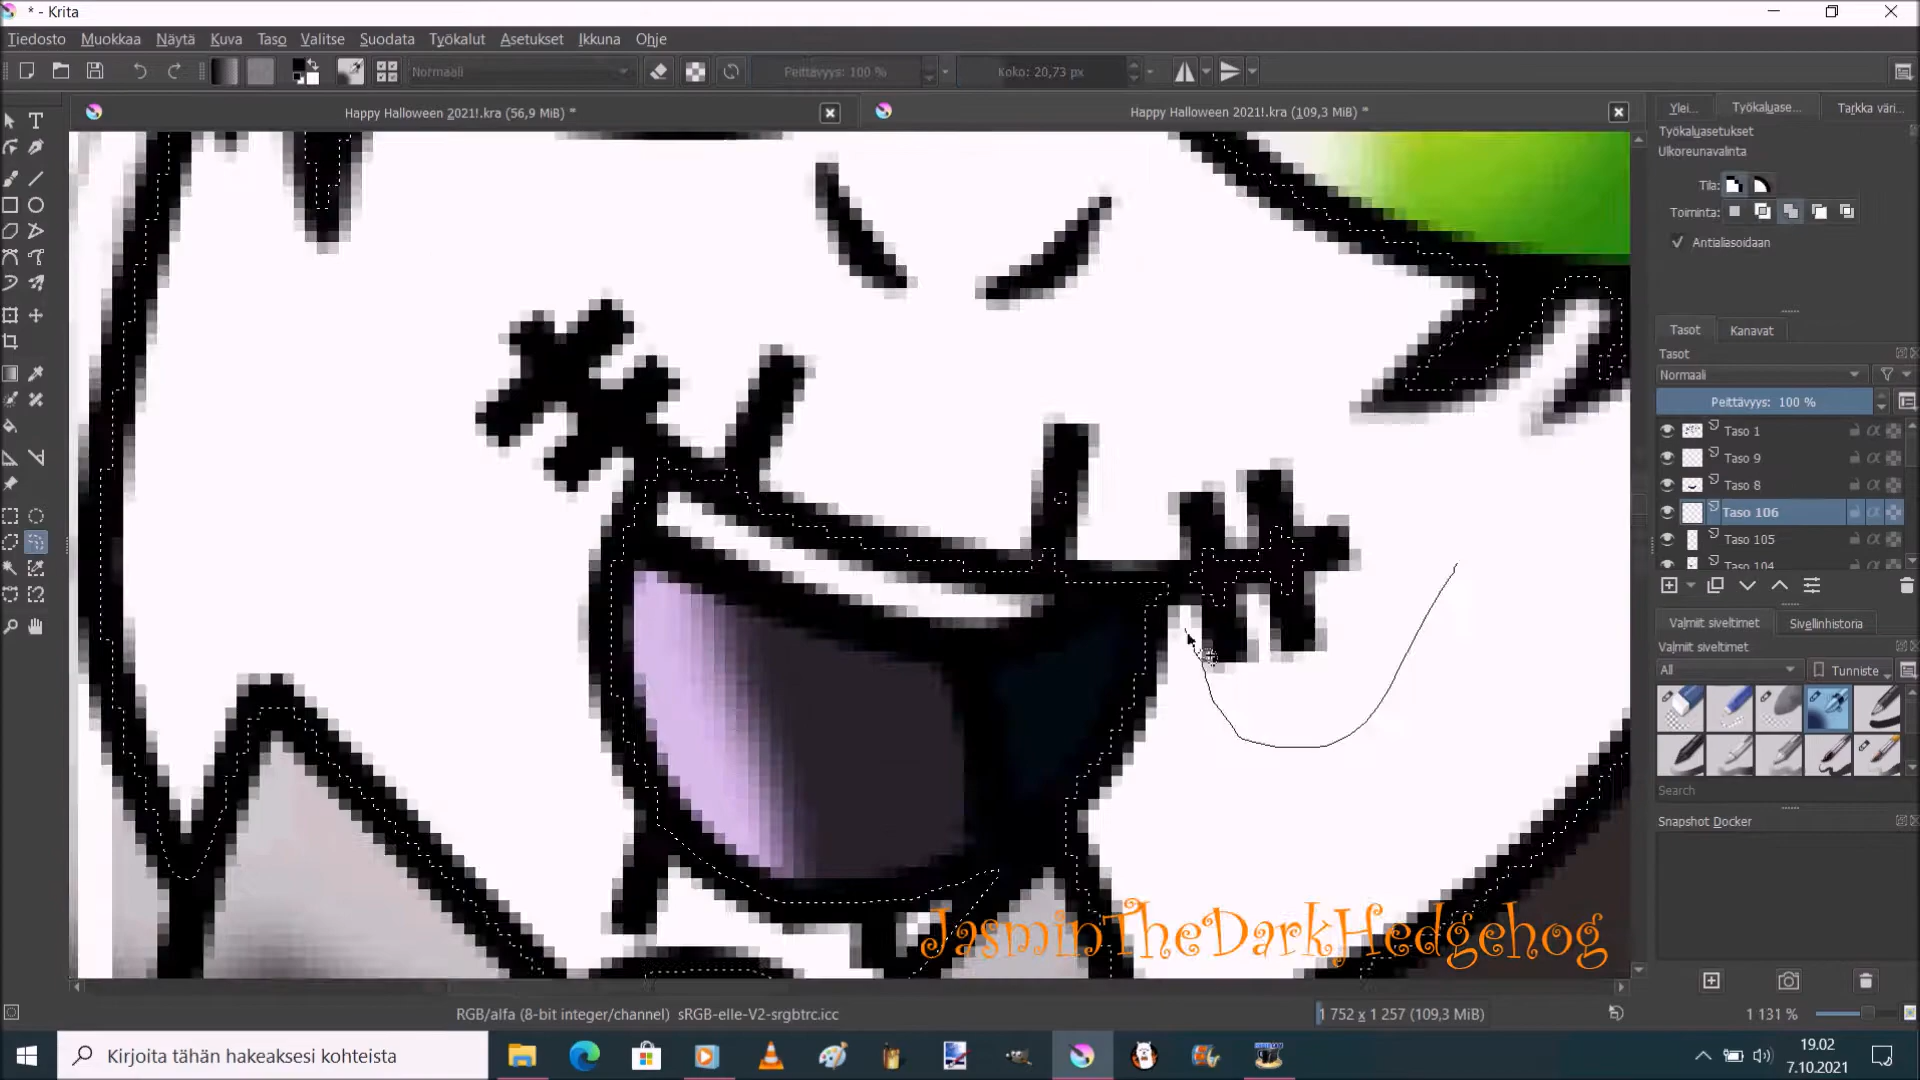 * - Krita
Tiedosto Muokkaa Näytä Kuva Taso Valitse Suodata Työkalut Asetukset Ikkuna Ohje
Normaali Peittävyys: 100 % Koko: 20,73 px
Happy Halloween 2021!.kra (56,9 MiB) * Happy Halloween 2021!.kra (109,3 MiB) *
Ylei... Työkaluase... Tarkka väri...
Työkaluasetukset
Ulkoreunavalinta
Tila:
Toiminta:
✓ Antialiasoidaan
Tasot Kanavat
Tasot
Normaali
Peittävyys: 100 %
Taso 1
Taso 9
Taso 8
Taso 106
Taso 105
Taso 104
Valmiit siveltimet Sivellinhistoria
Valmiit siveltimet
All Tunniste
Search
Snapshot Docker
JasminTheDarkHedgehog
RGB/alfa (8-bit integer/channel) sRGB-elle-V2-srgbtrc.icc 1 752 x 1 257 (109,3 MiB) 1 131 %
Kirjoita tähän hakeaksesi kohteista
19.02
7.10.2021